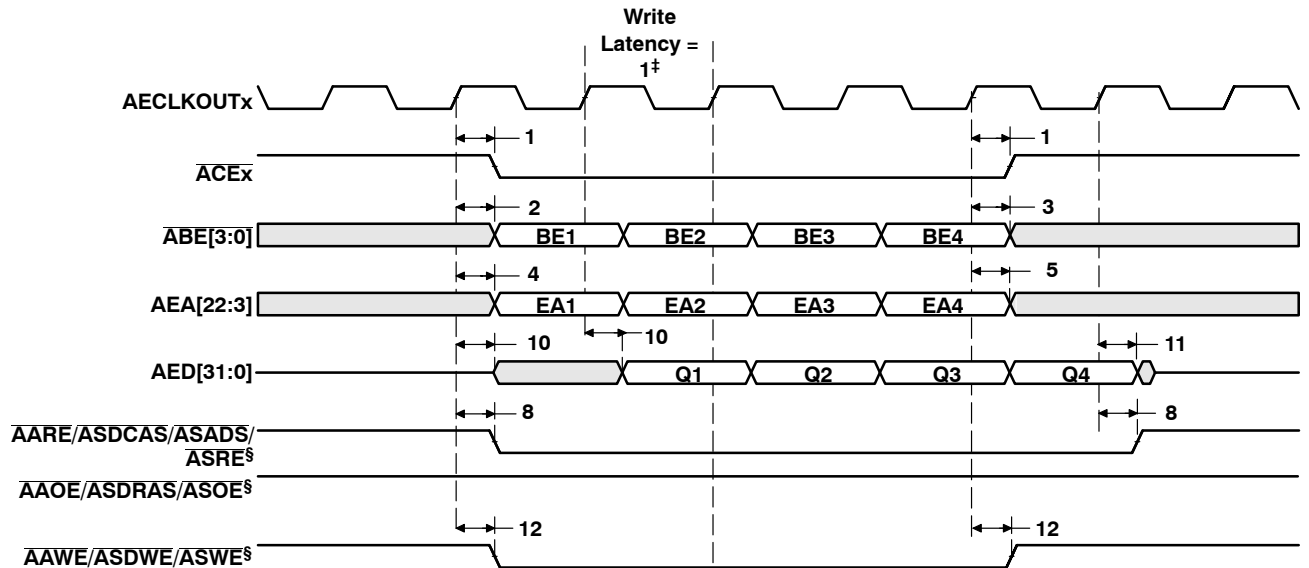 Write
Latency =
1‡
AECLKOUTx
1 1
ACEx
2 3
ABE[3:0] BE1 BE2 BE3 BE4
4 5
AEA[22:3] EA1 EA2 EA3 EA4
10 10 11
AED[31:0] Q1 Q2 Q3 Q4
8 8
AARE/ASDCAS/ASADS/
ASRE§
AAOE/ASDRAS/ASOE§
12 12
AAWE/ASDWE/ASWE§